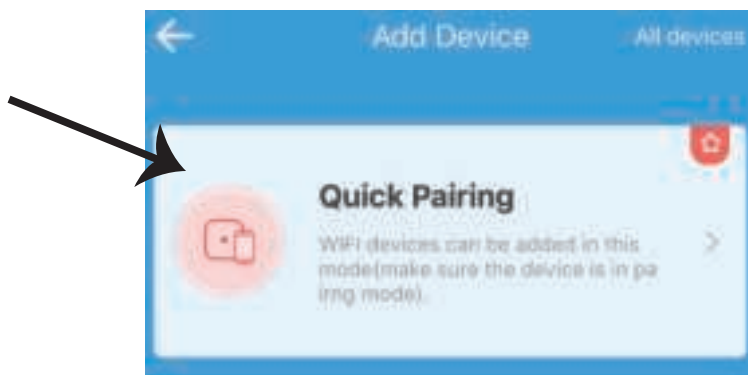 Add Device
All devices
Quick Pairing
WIFI devices can be added in this
mode(make sure the device is in pa
irng mode).